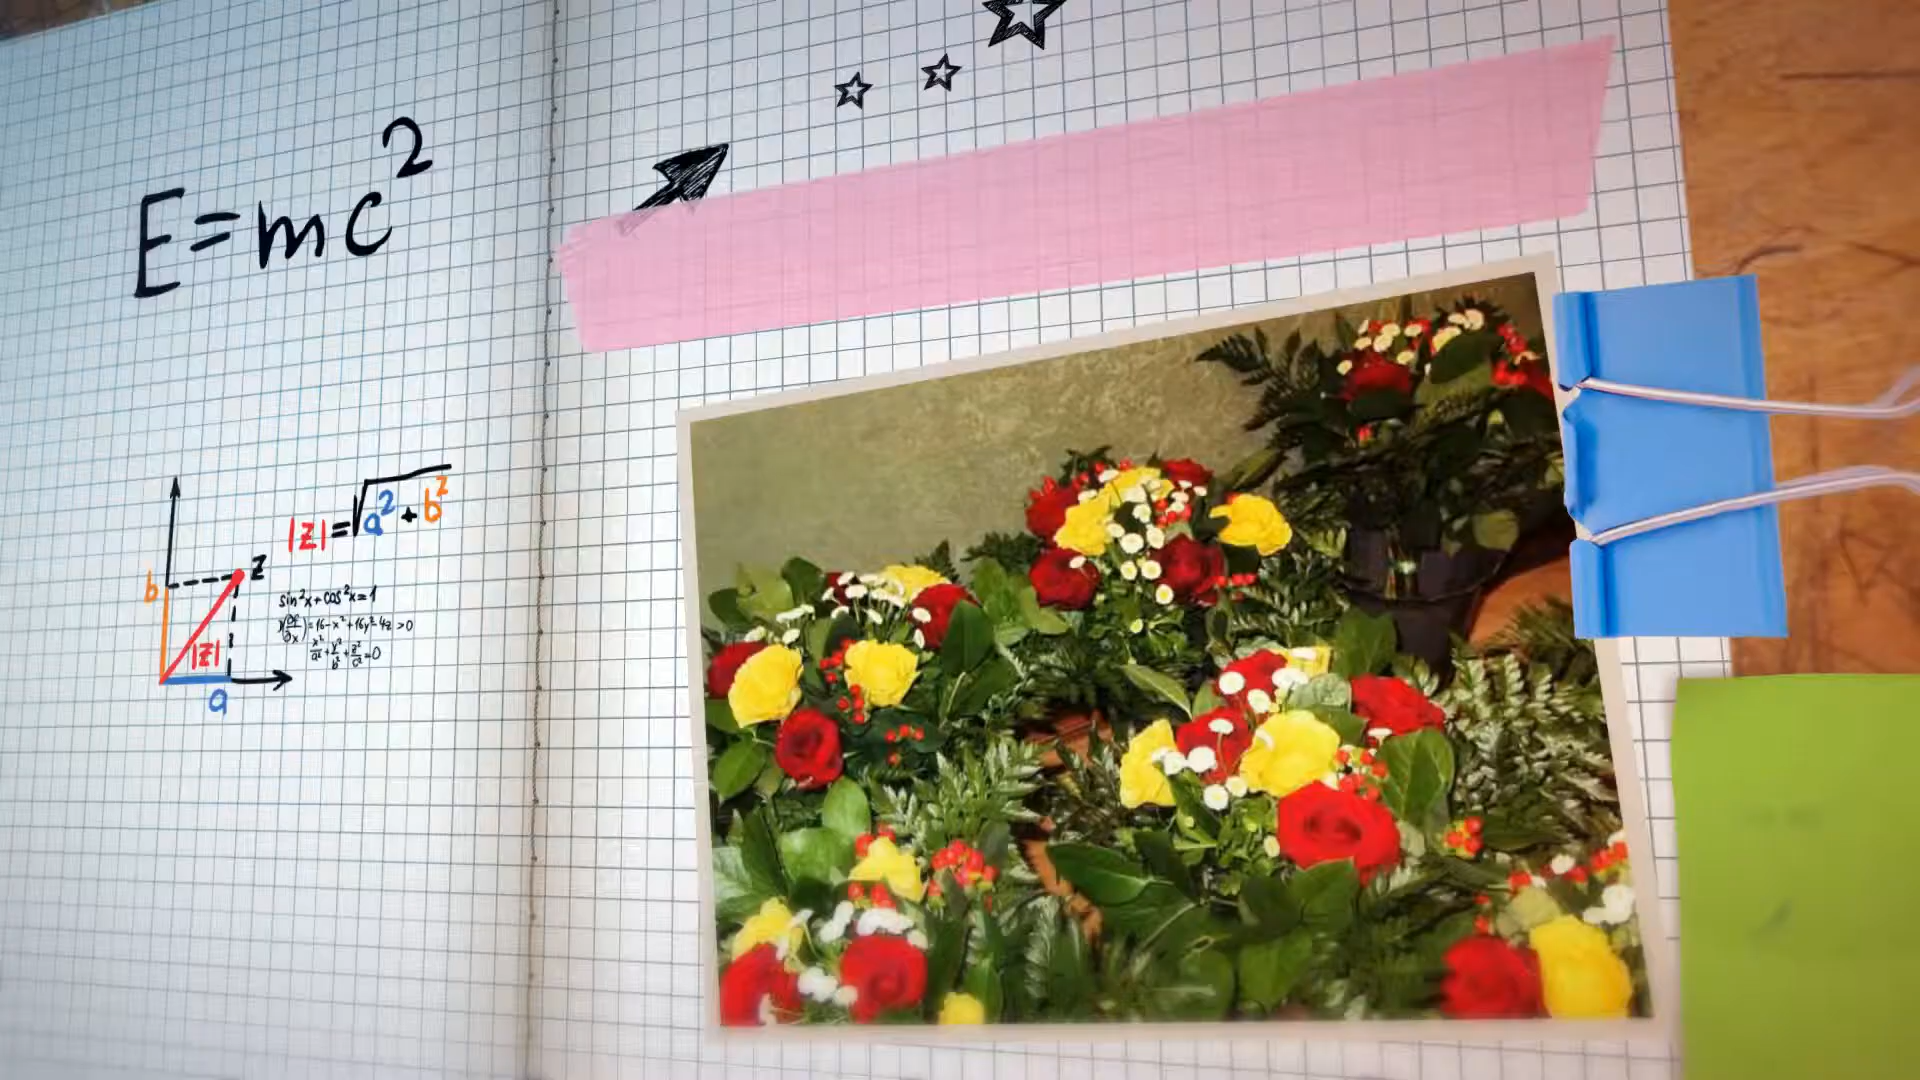 E=mc²
|z|=√a²+b²
z
b
sin²x+cos²x=1
|z|
a